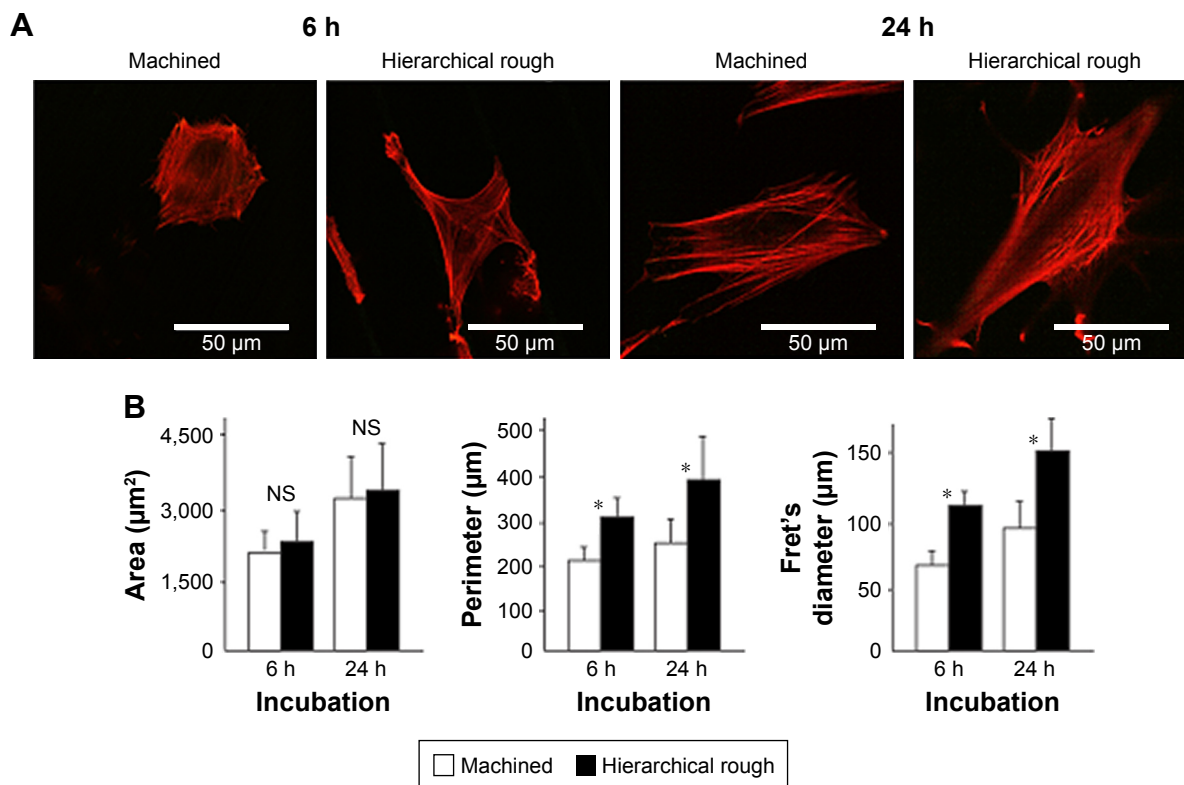 A
6 h
24 h
Machined
Hierarchical rough
Machined
Hierarchical rough
50 µm
50 µm
50 µm
50 µm
B
Area (µm²)
4,500
3,000
1,500
0
NS
NS
6 h
24 h
Incubation
Perimeter (µm)
500
400
300
200
100
0
*
*
6 h
24 h
Incubation
Fret's
diameter (µm)
150
100
50
0
*
*
6 h
24 h
Incubation
Machined
Hierarchical rough